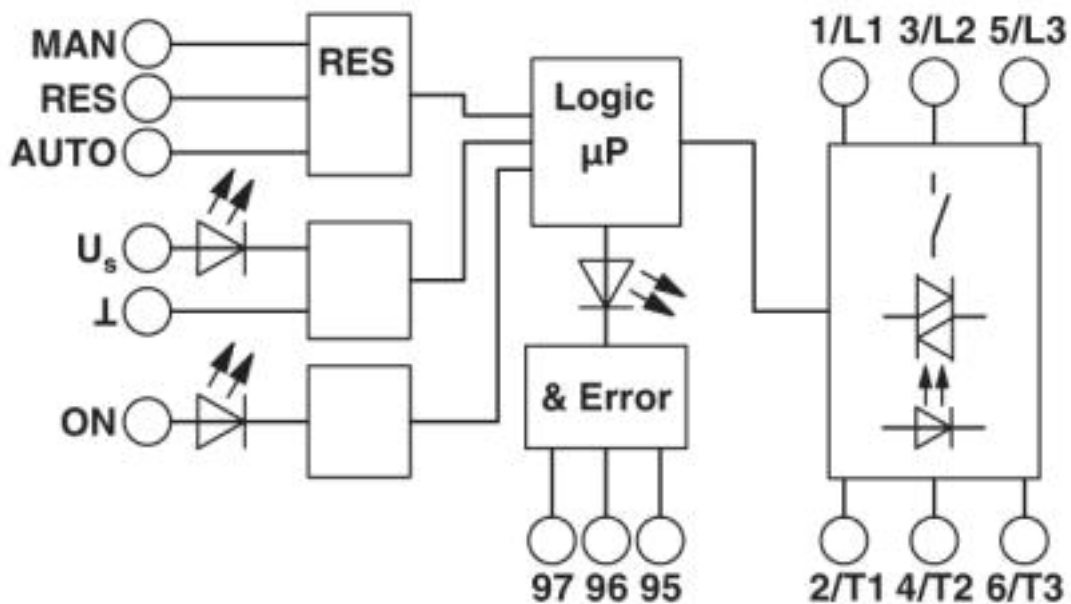 MAN
RES
AUTO
RES
Logic
µP
1/L1 3/L2 5/L3
Us
⊥
ON
& Error
97 96 95
2/T1 4/T2 6/T3